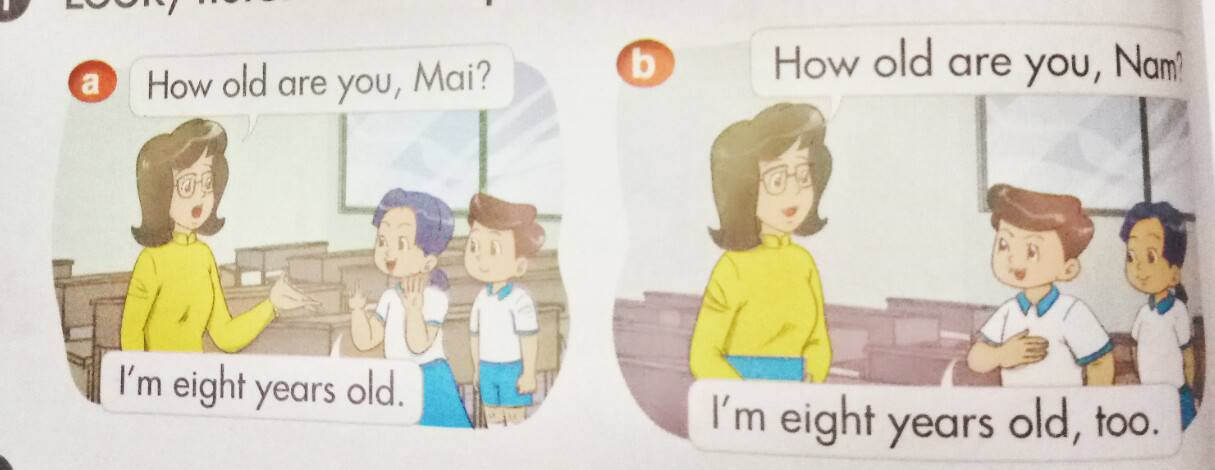 a
How old are you, Mai?
I'm eight years old.
b
How old are you, Nam?
I'm eight years old, too.